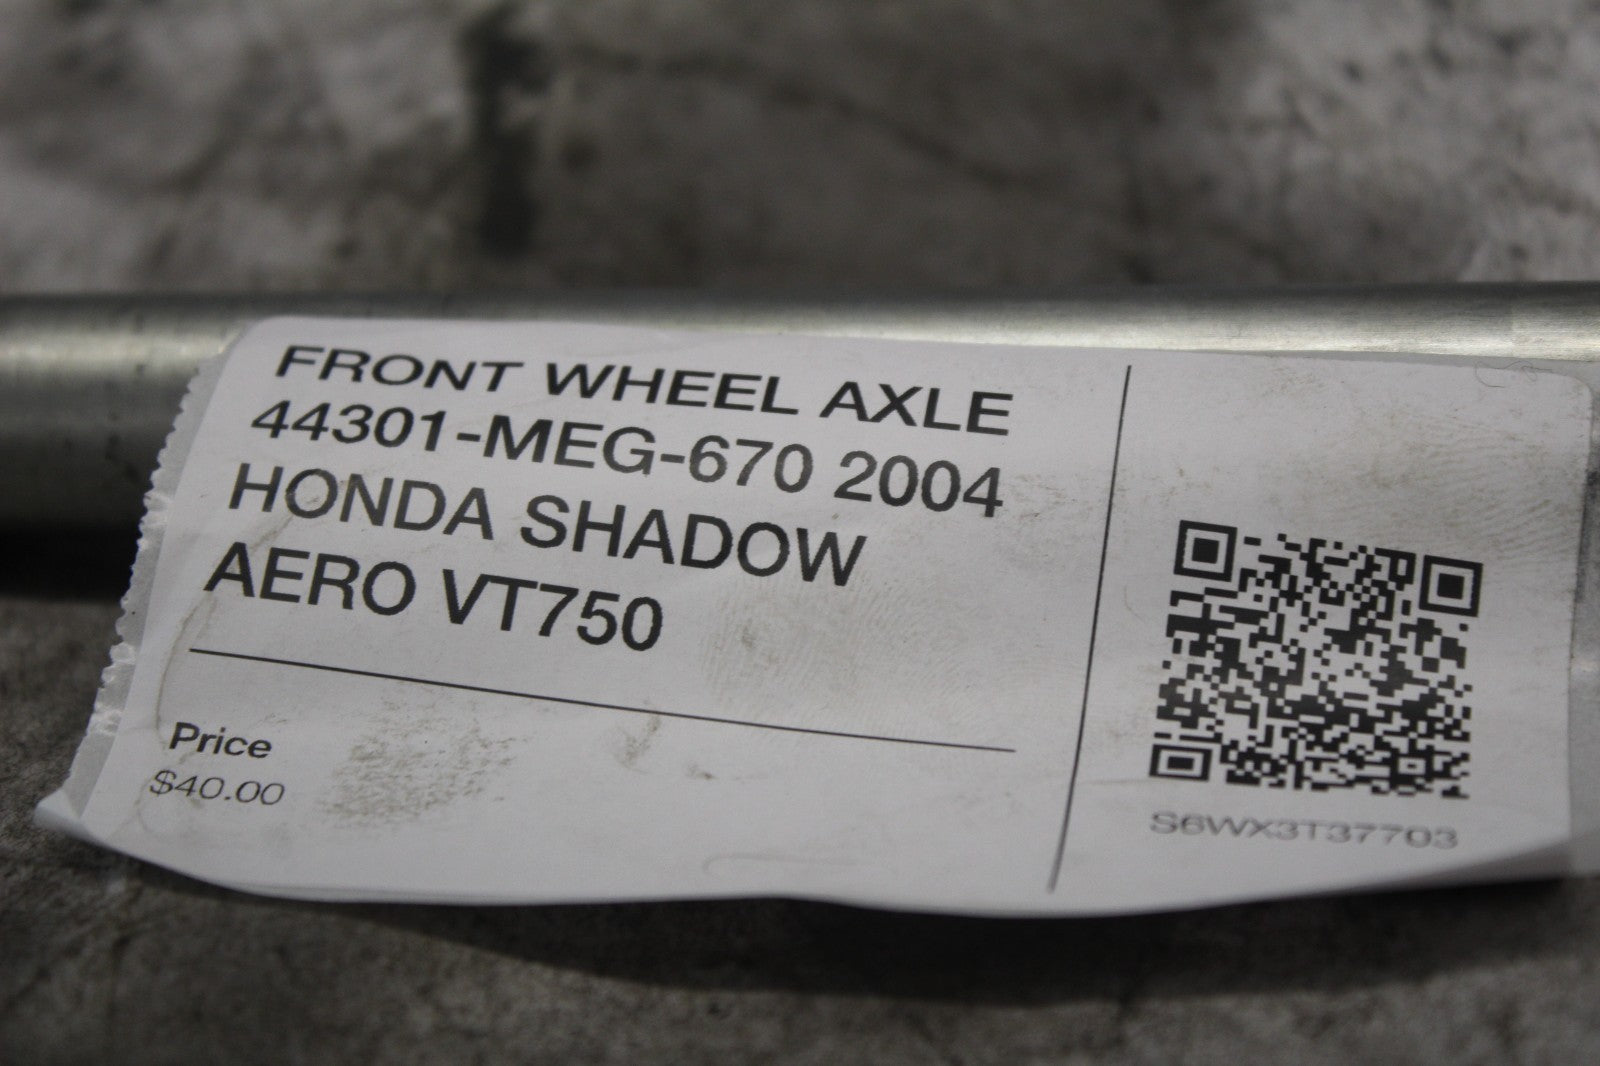 FRONT WHEEL AXLE
44301-MEG-670 2004
HONDA SHADOW
AERO VT750
Price
$40.00
S6WX3T37703